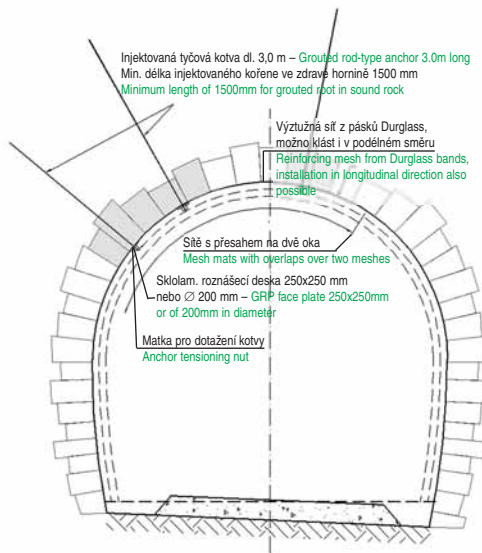 Injektovaná tyčová kotva dl. 3,0 m – Grouted rod-type anchor 3.0m long
Min. délka injektovaného kořene ve zdravé hornině 1500 mm
Minimum length of 1500mm for grouted root in sound rock
Výztužná síť z pásků Durglass,
možno klást i v podélném směru
Reinforcing mesh from Durglass bands,
installation in longitudinal direction also
possible
Sítě s přesahem na dvě oka
Mesh mats with overlaps over two meshes
Sklolam. roznášecí deska 250x250 mm
nebo ∅ 200 mm – GRP face plate 250x250mm
or of 200mm in diameter
Matka pro dotažení kotvy
Anchor tensioning nut